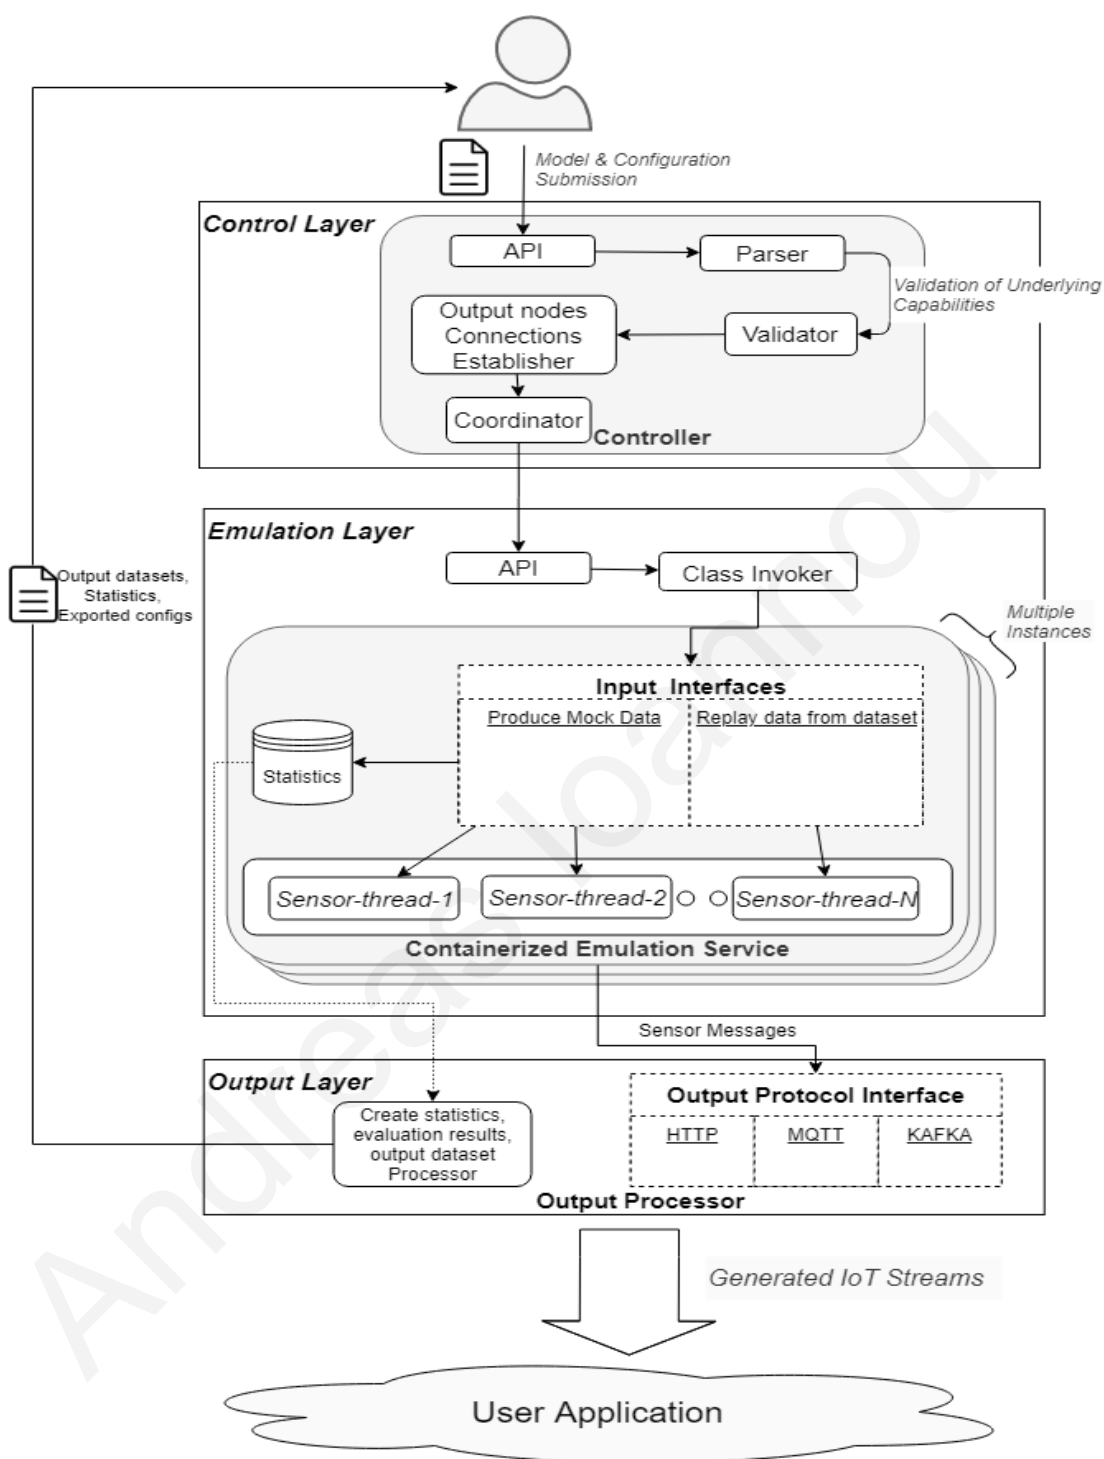 Model & Configuration
Submission
Control Layer
API
Parser
Validation of Underlying
Capabilities
Output nodes
Connections
Establisher
Validator
Coordinator
Controller
Emulation Layer
API
Class Invoker
Output datasets,
Statistics,
Exported configs
Multiple
Instances
Input Interfaces
Produce Mock Data
Replay data from dataset
Statistics
Sensor-thread-1
Sensor-thread-2
Sensor-thread-N
Containerized Emulation Service
Sensor Messages
Output Layer
Output Protocol Interface
HTTP
MQTT
KAFKA
Create statistics,
evaluation results,
output dataset
Processor
Output Processor
Generated IoT Streams
User Application
Andreas Ioannou